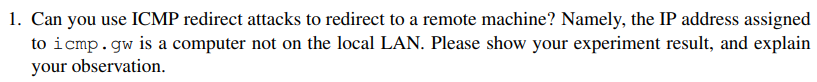 1. Can you use ICMP redirect attacks to redirect to a remote machine? Namely, the IP address assigned
to icmp.gw is a computer not on the local LAN. Please show your experiment result, and explain
your observation.